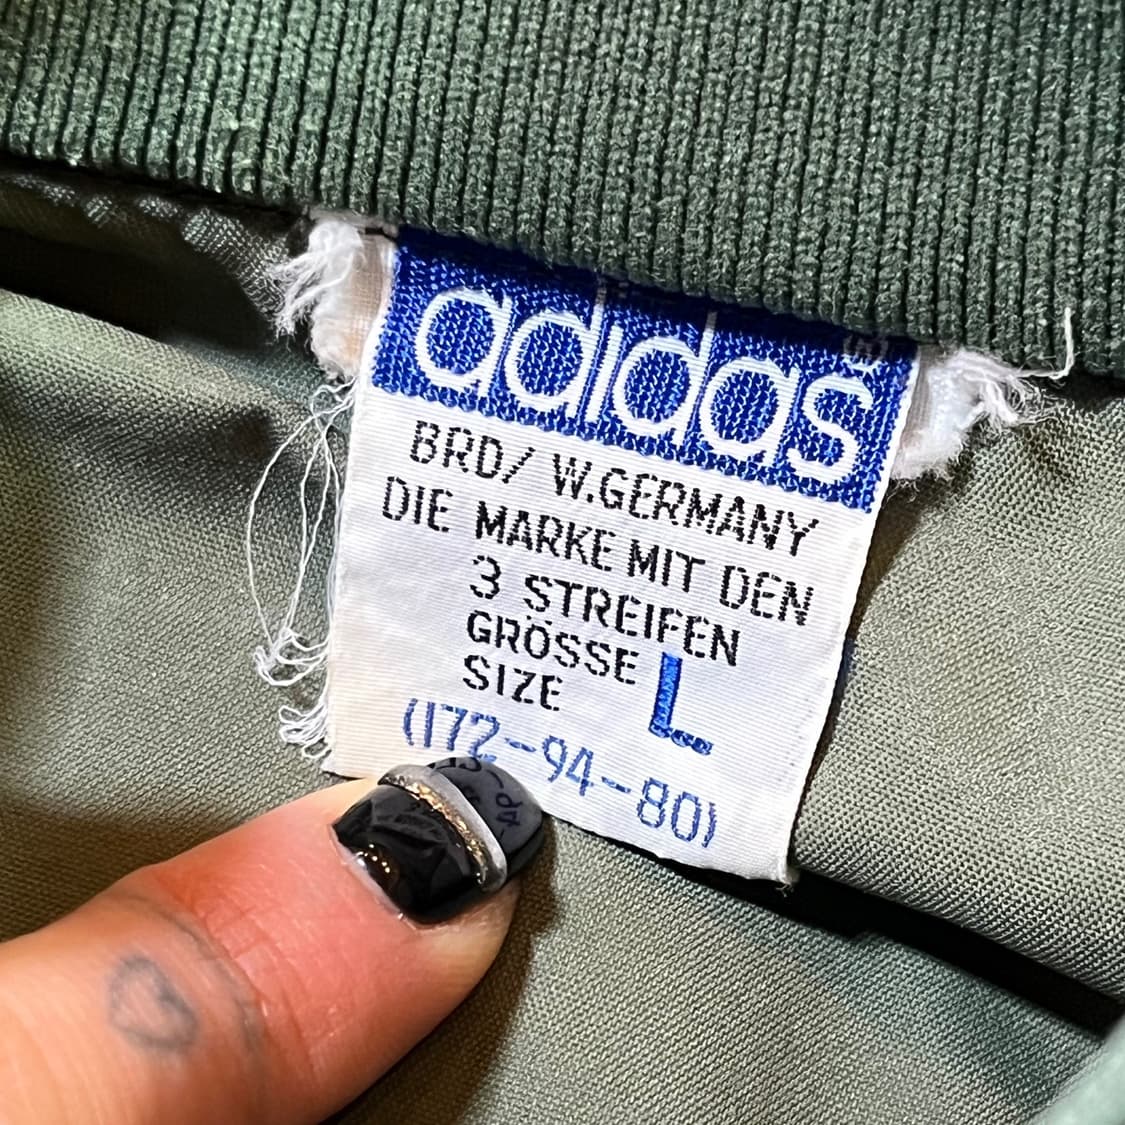 adidas
BRD/ W.GERMANY
DIE MARKE MIT DEN
3 STREIFEN
GRÖSSE L
SIZE
(172-94-80)